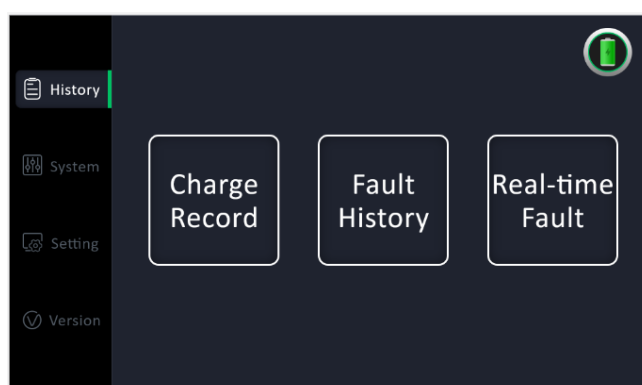 History
System
Setting
Version
Charge
Record
Fault
History
Real-time
Fault